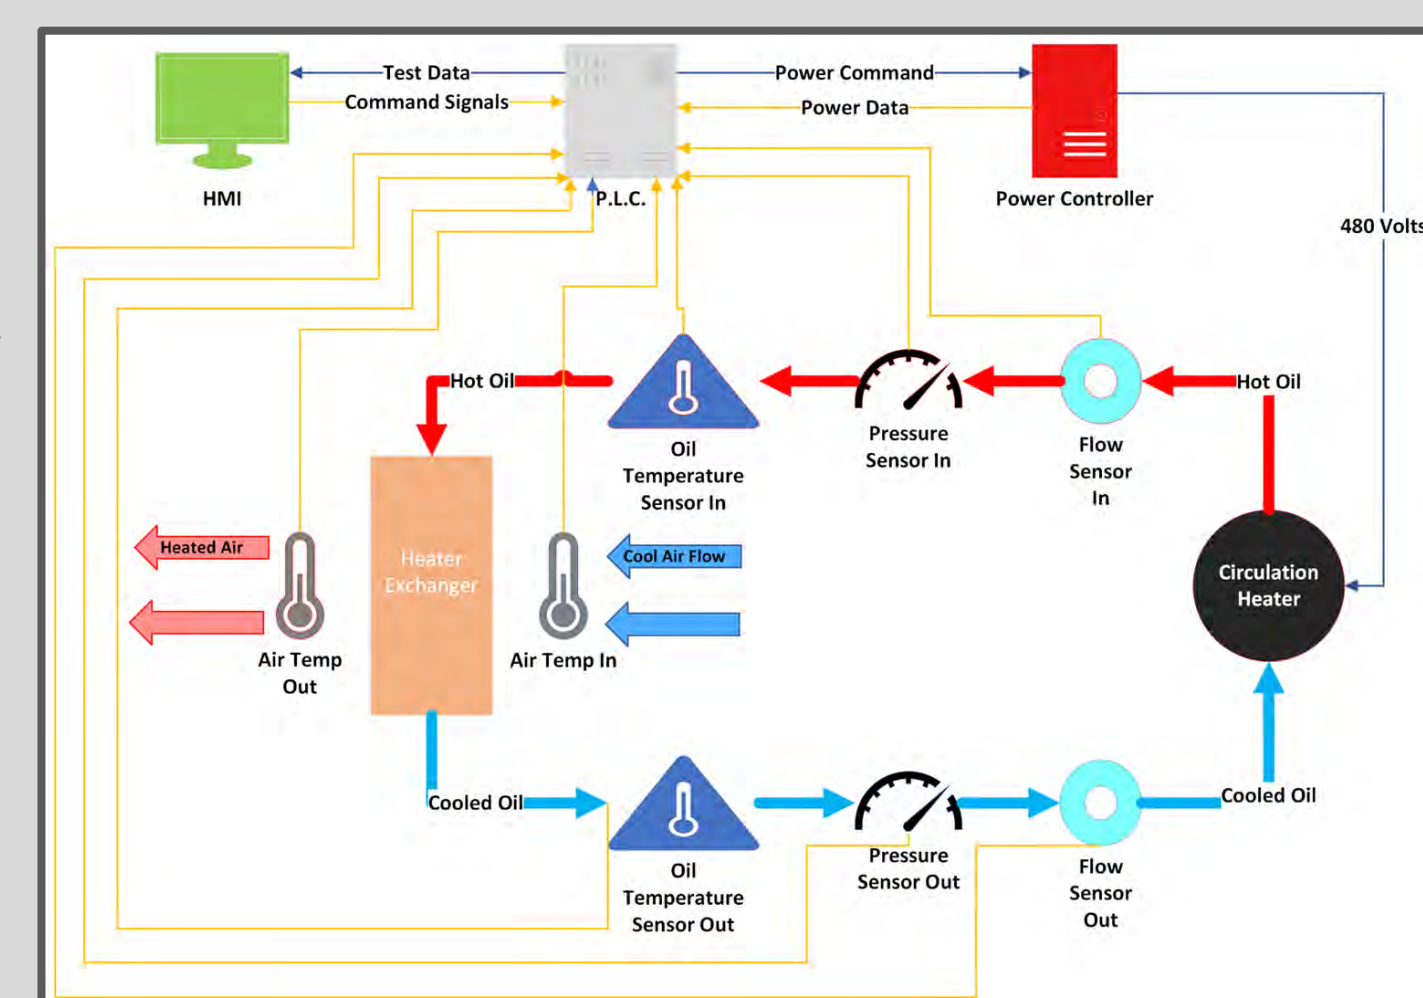 Test Data
Power Command
Command Signals
Power Data
HMI
P.L.C.
Power Controller
480 Volts
Hot Oil
Hot Oil
Pressure
Sensor In
Flow
Sensor
In
Oil
Temperature
Sensor In
Heated Air
Heater
Exchanger
Cool Air Flow
Circulation
Heater
Air Temp
Out
Air Temp In
Cooled Oil
Cooled Oil
Oil
Temperature
Sensor Out
Pressure
Sensor Out
Flow
Sensor
Out